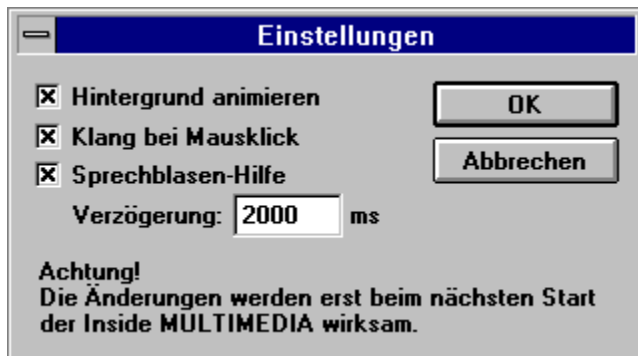 Einstellungen
Hintergrund animieren
Klang bei Mausklick
Sprechblasen-Hilfe
Verzögerung: 2000 ms
OK
Abbrechen
Achtung!
Die Änderungen werden erst beim nächsten Start
der Inside MULTIMEDIA wirksam.